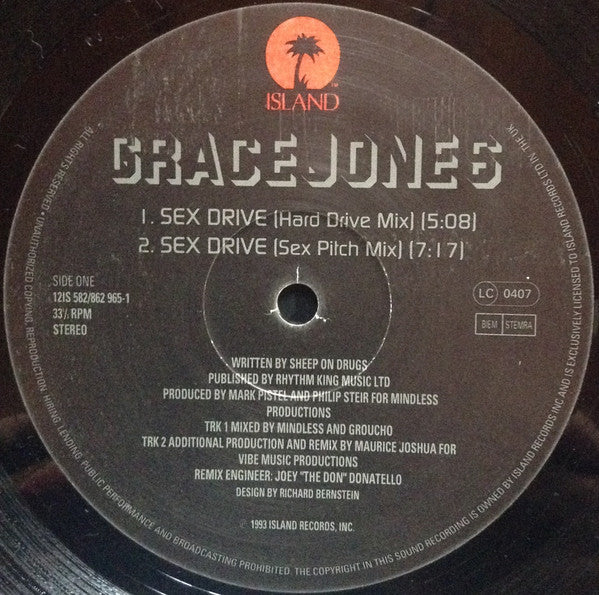 ISLAND
™
GRACE JONES
1. SEX DRIVE (Hard Drive Mix) (5:08)
2. SEX DRIVE (Sex Pitch Mix) (7:17)
SIDE ONE
12IS 582/862 965-1
33⅓ RPM
STEREO
LC 0407
BIEM STEMRA
WRITTEN BY SHEEP ON DRUGS
PUBLISHED BY RHYTHM KING MUSIC LTD
PRODUCED BY MARK PISTEL AND PHILIP STEIR FOR MINDLESS
PRODUCTIONS
TRK 1 MIXED BY MINDLESS AND GROUCHO
TRK 2 ADDITIONAL PRODUCTION AND REMIX BY MAURICE JOSHUA FOR
VIBE MUSIC PRODUCTIONS
REMIX ENGINEER: JOEY "THE DON" DONATELLO
DESIGN BY RICHARD BERNSTEIN
© 1993 ISLAND RECORDS, INC.
ALL RIGHTS RESERVED • UNAUTHORIZED COPYING, REPRODUCTION, HIRING, LENDING, PUBLIC PERFORMANCE AND BROADCASTING PROHIBITED. THE COPYRIGHT IN THIS SOUND RECORDING IS OWNED BY ISLAND RECORDS INC AND IS EXCLUSIVELY LICENSED TO ISLAND RECORDS LTD IN THE UK